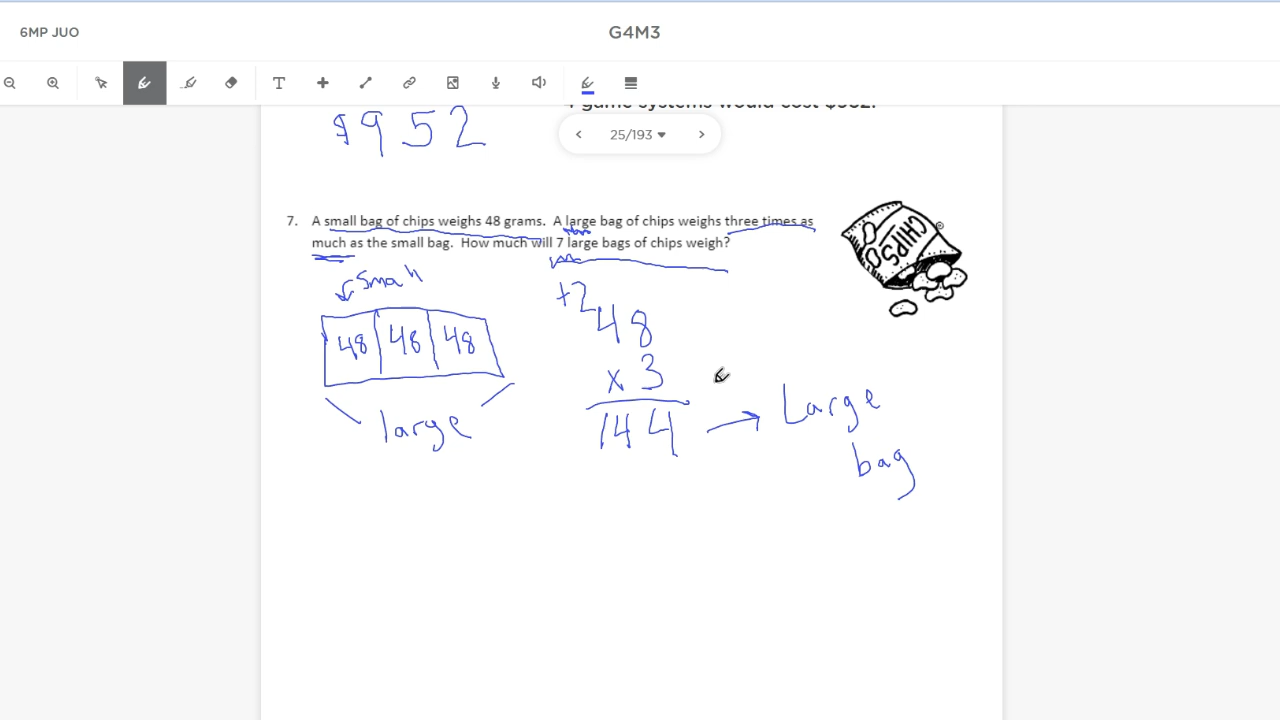 6MP JUO
G4M3
T
4 game systems would cost $952.
$952
25/193
7. A small bag of chips weighs 48 grams. A large bag of chips weighs three times as
much as the small bag. How much will 7 large bags of chips weigh?
CHIPS
small
+2
48
48 48 48
x 3
large
144
Large
bag